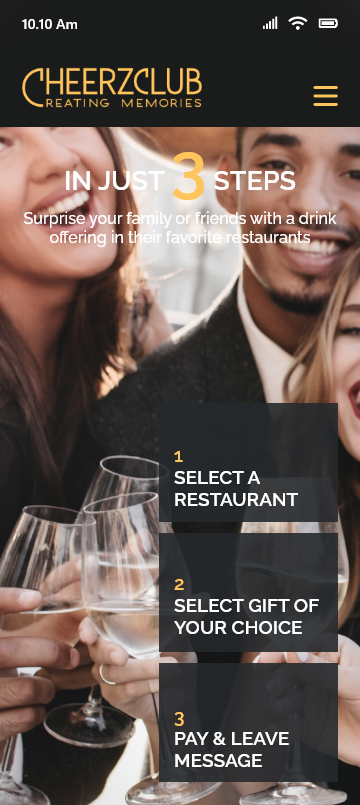 10.10 Am
CHEERZCLUB
CREATING MEMORIES
IN JUST 3 STEPS
Surprise your family or friends with a drink
offering in their favorite restaurants
1
SELECT A
RESTAURANT
2
SELECT GIFT OF
YOUR CHOICE
3
PAY & LEAVE
MESSAGE